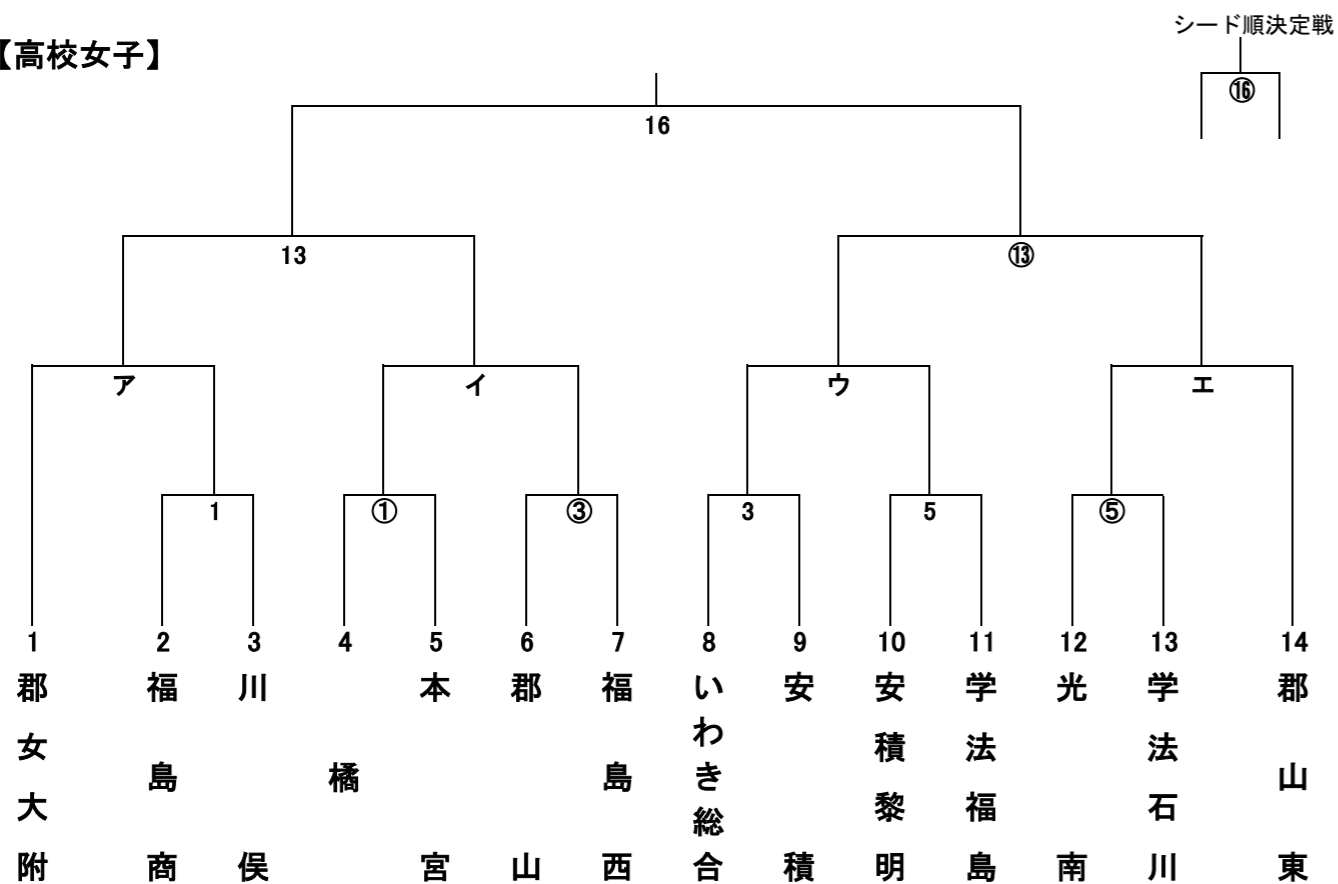 シード順決定戦
【高校女子】
⑯
16
13
⑬
ア
イ
ウ
エ
1
①
③
3
5
⑤
1
2
3
4
5
6
7
8
9
10
11
12
13
14
郡女大附
福島商
川俣
橘
本宮
郡山
福島西
いわき総合
安積
安積黎明
学法福島
光南
学法石川
郡山東